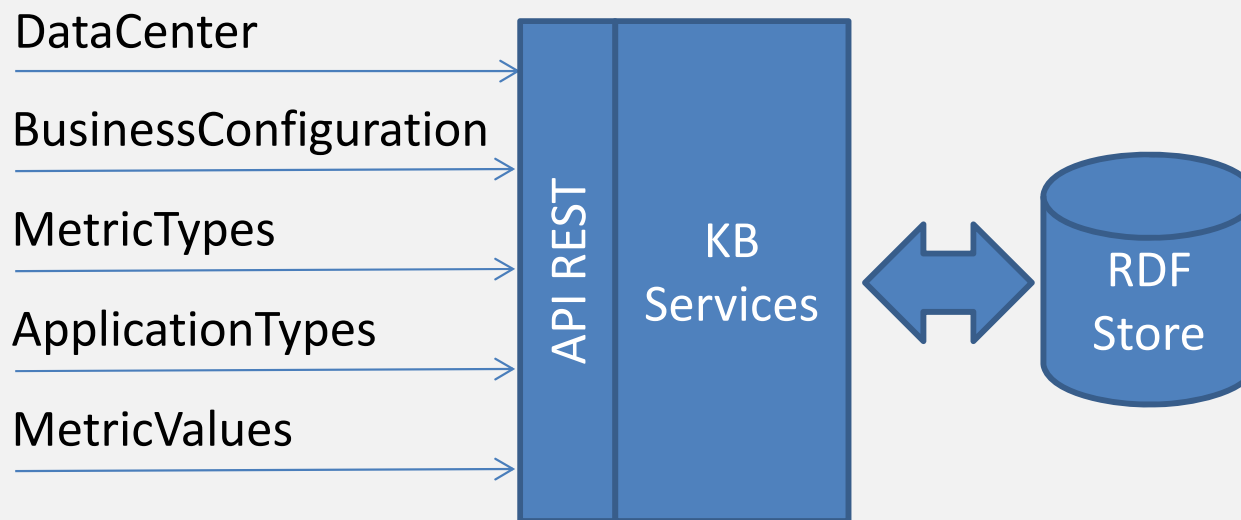 DataCenter
BusinessConfiguration
MetricTypes
ApplicationTypes
MetricValues
API REST
KB
Services
RDF
Store